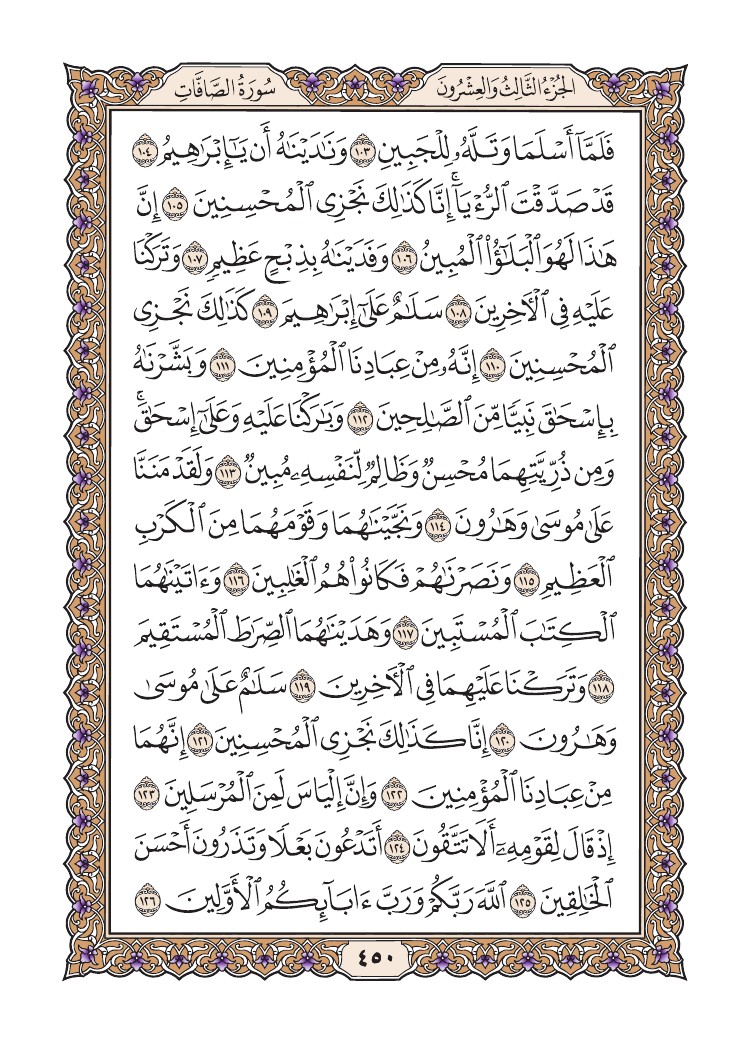 الجُزْءُ الثَّالِثُ وَالعِشْرُونَ
سُورَةُ الصَّافَّاتِ
فَلَمَّآ أَسْلَمَا وَتَلَّهُۥ لِلْجَبِينِ ١٠٣ وَنَٰدَيْنَٰهُ أَن يَٰٓإِبْرَٰهِيمُ ١٠٤
قَدْ صَدَّقْتَ ٱلرُّءْيَآۚ إِنَّا كَذَٰلِكَ نَجْزِى ٱلْمُحْسِنِينَ ١٠٥ إِنَّ
هَٰذَا لَهُوَ ٱلْبَلَٰٓؤُا۟ ٱلْمُبِينُ ١٠٦ وَفَدَيْنَٰهُ بِذِبْحٍ عَظِيمٍ ١٠٧ وَتَرَكْنَا
عَلَيْهِ فِى ٱلْأَخِرِينَ ١٠٨ سَلَٰمٌ عَلَىٰٓ إِبْرَٰهِيمَ ١٠٩ كَذَٰلِكَ نَجْزِى
ٱلْمُحْسِنِينَ ١١٠ إِنَّهُۥ مِنْ عِبَادِنَا ٱلْمُؤْمِنِينَ ١١١ وَبَشَّرْنَٰهُ
بِإِسْحَٰقَ نَبِيًّا مِّنَ ٱلصَّٰلِحِينَ ١١٢ وَبَٰرَكْنَا عَلَيْهِ وَعَلَىٰٓ إِسْحَٰقَۚ
وَمِن ذُرِّيَّتِهِمَا مُحْسِنٌ وَظَالِمٌ لِّنَفْسِهِۦ مُبِينٌ ١١٣ وَلَقَدْ مَنَنَّا
عَلَىٰ مُوسَىٰ وَهَٰرُونَ ١١٤ وَنَجَّيْنَٰهُمَا وَقَوْمَهُمَا مِنَ ٱلْكَرْبِ
ٱلْعَظِيمِ ١١٥ وَنَصَرْنَٰهُمْ فَكَانُوا۟ هُمُ ٱلْغَٰلِبِينَ ١١٦ وَءَاتَيْنَٰهُمَا
ٱلْكِتَٰبَ ٱلْمُسْتَبِينَ ١١٧ وَهَدَيْنَٰهُمَا ٱلصِّرَٰطَ ٱلْمُسْتَقِيمَ
١١٨ وَتَرَكْنَا عَلَيْهِمَا فِى ٱلْأَخِرِينَ ١١٩ سَلَٰمٌ عَلَىٰ مُوسَىٰ
وَهَٰرُونَ ١٢٠ إِنَّا كَذَٰلِكَ نَجْزِى ٱلْمُحْسِنِينَ ١٢١ إِنَّهُمَا
مِنْ عِبَادِنَا ٱلْمُؤْمِنِينَ ١٢٢ وَإِنَّ إِلْيَاسَ لَمِنَ ٱلْمُرْسَلِينَ ١٢٣
إِذْ قَالَ لِقَوْمِهِۦٓ أَلَا تَتَّقُونَ ١٢٤ أَتَدْعُونَ بَعْلًا وَتَذَرُونَ أَحْسَنَ
ٱلْخَٰلِقِينَ ١٢٥ ٱللَّهَ رَبَّكُمْ وَرَبَّ ءَابَآئِكُمُ ٱلْأَوَّلِينَ ١٢٦
٤٥٠